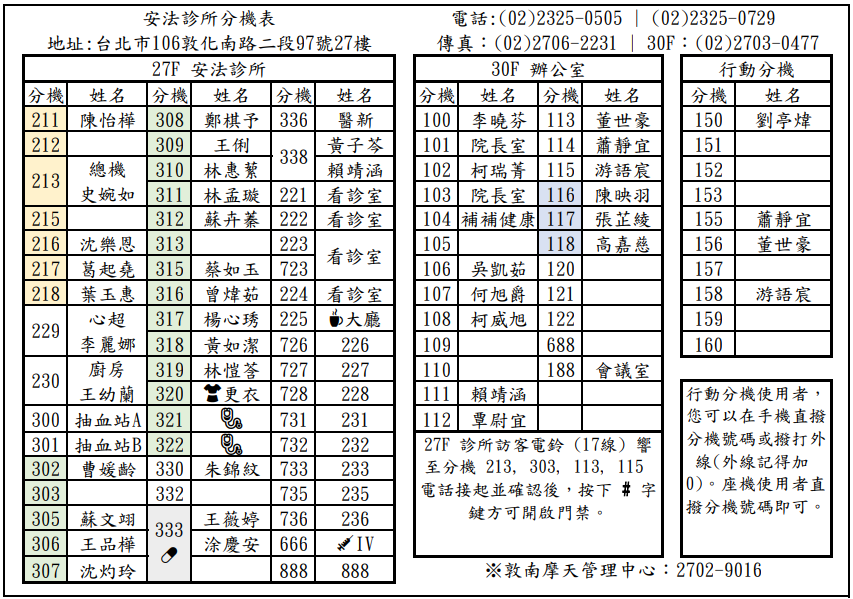 安法診所分機表
電話:(02)2325-0505 | (02)2325-0729
地址:台北市106敦化南路二段97號27樓
傳真：(02)2706-2231 | 30F：(02)2703-0477
27F 安法診所
分機 姓名 分機 姓名 分機 姓名
211 陳怡樺 308 鄭棋予 336 醫新
212 309 王俐 338 黃子芩
213 總機 310 林惠蘩 賴靖涵
史婉如 311 林孟璇 221 看診室
215 312 蘇卉蓁 222 看診室
216 沈樂恩 313 223 看診室
217 葛起堯 315 蔡如玉 723
218 葉玉惠 316 曾煒茹 224 看診室
229 心超 317 楊心琇 225 大廳
李麗娜 318 黃如潔 726 226
230 廚房 319 林愷荅 727 227
王幼蘭 320 更衣 728 228
300 抽血站A 321 731 231
301 抽血站B 322 732 232
302 曹媛齡 330 朱錦紋 733 233
303 332 735 235
305 蘇文翊 333 王薇婷 736 236
306 王品樺 涂慶安 666 IV
307 沈灼玲 888 888
30F 辦公室
分機 姓名 分機 姓名
100 李曉芬 113 董世豪
101 院長室 114 蕭靜宜
102 柯瑞菁 115 游語宸
103 院長室 116 陳映羽
104 補補健康 117 張芷綾
105 118 高嘉慈
106 吳凱茹 120
107 何旭爵 121
108 柯威旭 122
109 688
110 188 會議室
111 賴靖涵
112 覃尉宜
27F 診所訪客電鈴 (17線) 響
至分機 213, 303, 113, 115
電話接起並確認後，按下 # 字
鍵方可開啟門禁。
行動分機
分機 姓名
150 劉亭煒
151
152
153
155 蕭靜宜
156 董世豪
157
158 游語宸
159
160
行動分機使用者，
您可以在手機直撥
分機號碼或撥打外
線(外線記得加
0)。座機使用者直
撥分機號碼即可。
※敦南摩天管理中心：2702-9016